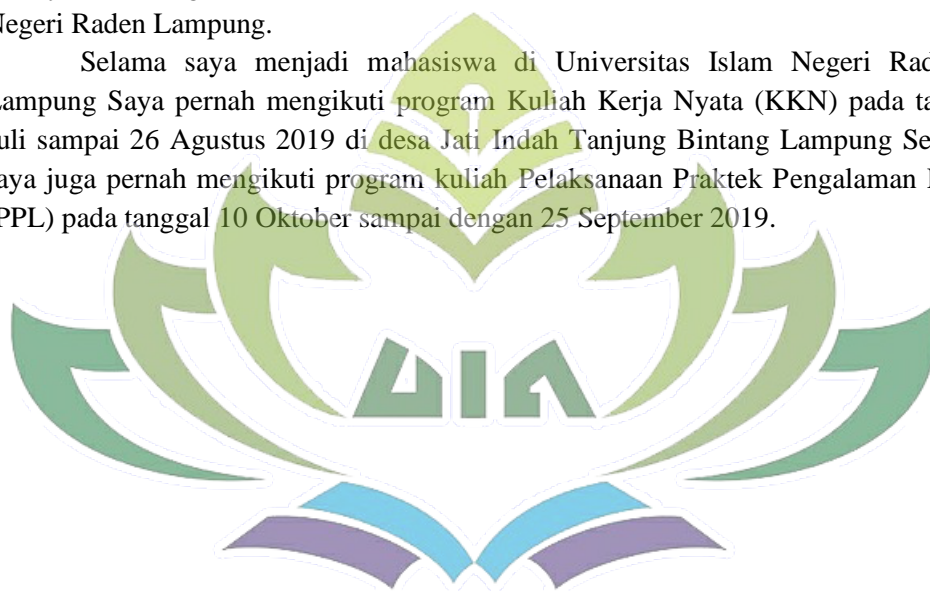 Negeri Raden Lampung.
Selama saya menjadi mahasiswa di Universitas Islam Negeri Rad
Lampung Saya pernah mengikuti program Kuliah Kerja Nyata (KKN) pada ta
uli sampai 26 Agustus 2019 di desa Jati Indah Tanjung Bintang Lampung Se
aya juga pernah mengikuti program kuliah Pelaksanaan Praktek Pengalaman
PPL) pada tanggal 10 Oktober sampai dengan 25 September 2019.
UIN